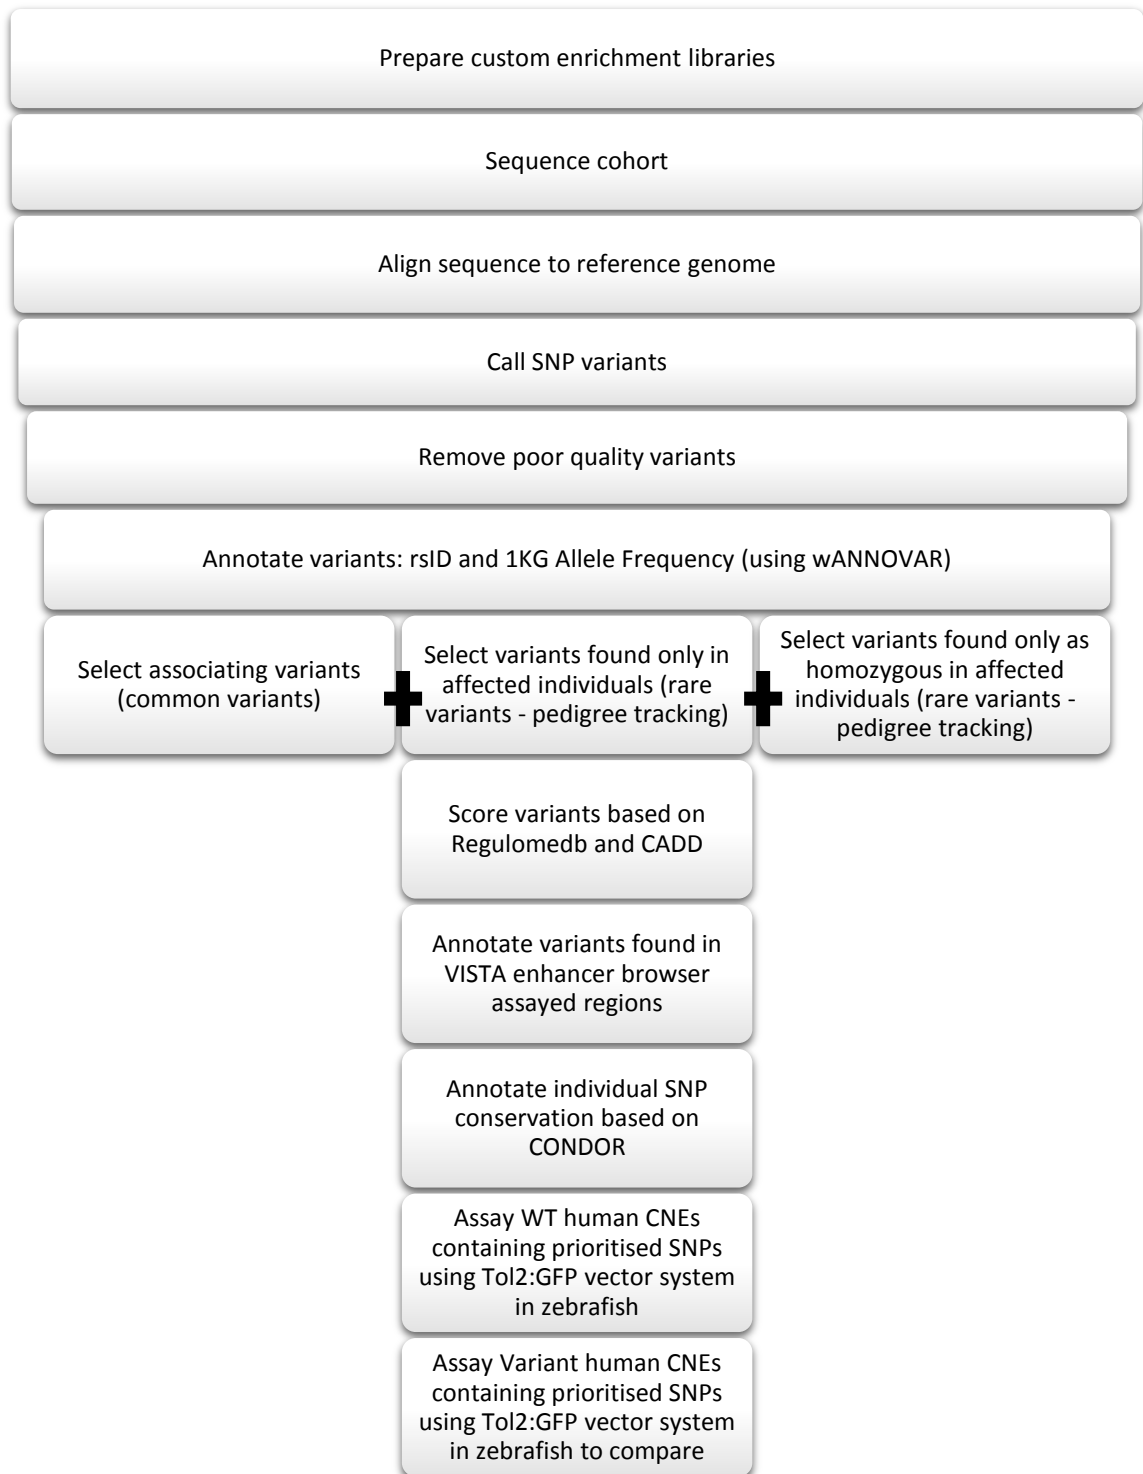 Prepare custom enrichment libraries
Sequence cohort
Align sequence to reference genome
Call SNP variants
Remove poor quality variants
Annotate variants: rsID and 1KG Allele Frequency (using wANNOVAR)
Select associating variants
(common variants)
Select variants found only in
affected individuals (rare
variants - pedigree tracking)
Select variants found only as
homozygous in affected
individuals (rare variants -
pedigree tracking)
Score variants based on
Regulomedb and CADD
Annotate variants found in
VISTA enhancer browser
assayed regions
Annotate individual SNP
conservation based on
CONDOR
Assay WT human CNEs
containing prioritised SNPs
using Tol2:GFP vector system
in zebrafish
Assay Variant human CNEs
containing prioritised SNPs
using Tol2:GFP vector system
in zebrafish to compare